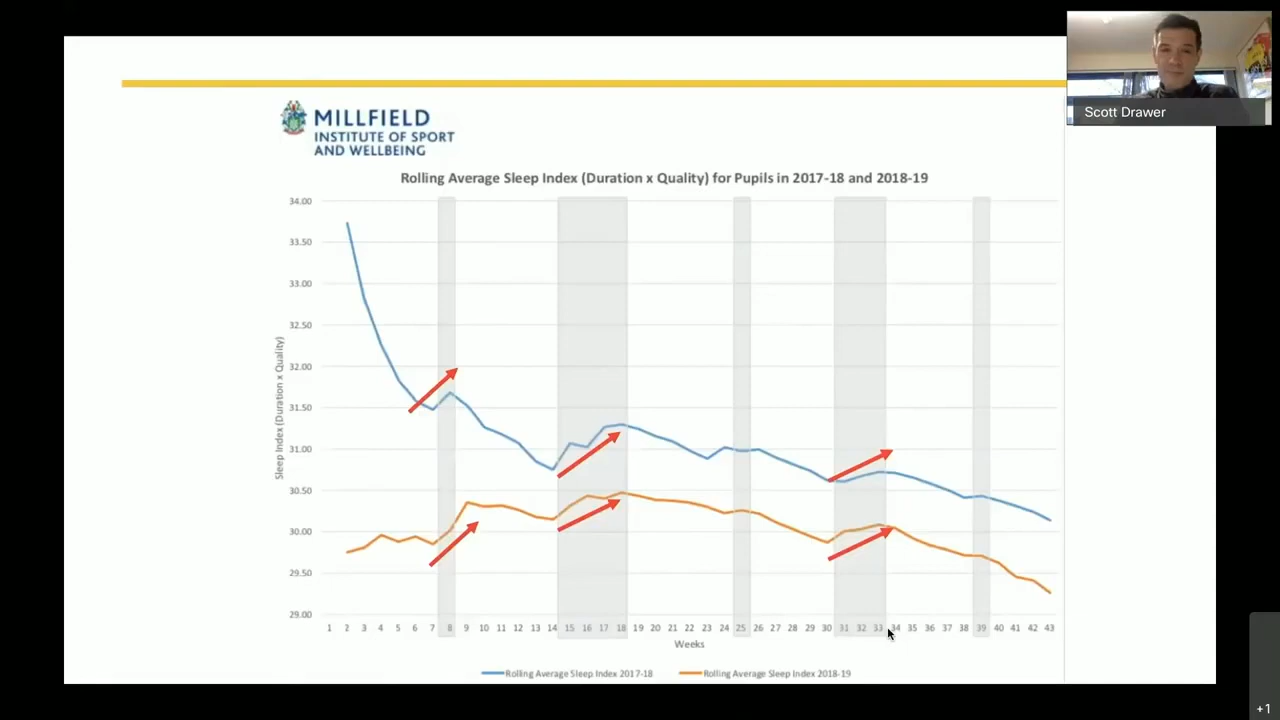 Scott Drawer
MILLFIELD
INSTITUTE OF SPORT
AND WELLBEING
Rolling Average Sleep Index (Duration x Quality) for Pupils in 2017-18 and 2018-19
Sleep Index (Duration x Quality)
34.00
33.50
33.00
32.50
32.00
31.50
31.00
30.50
30.00
29.50
29.00
1 2 3 4 5 6 7 8 9 10 11 12 13 14 15 16 17 18 19 20 21 22 23 24 25 26 27 28 29 30 31 32 33 34 35 36 37 38 39 40 41 42 43
Weeks
Rolling Average Sleep Index 2017-18 Rolling Average Sleep Index 2018-19
+1